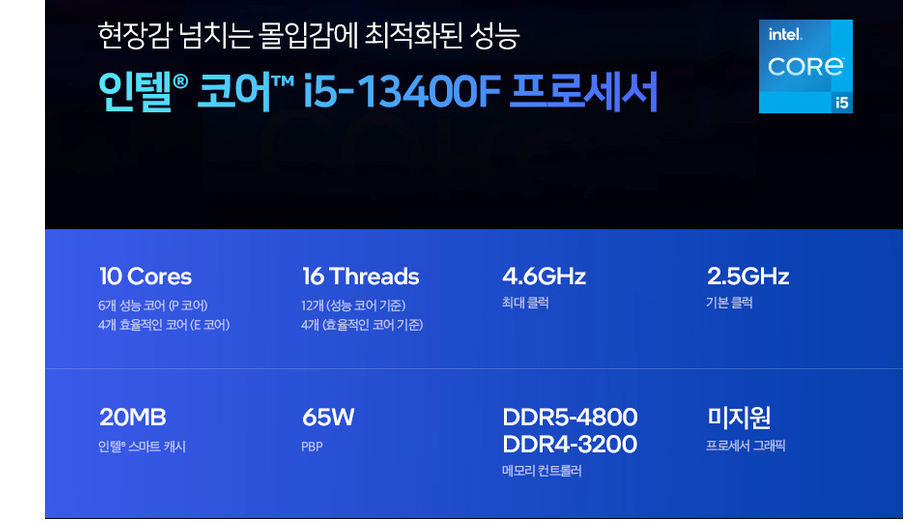 현장감 넘치는 몰입감에 최적화된 성능
인텔® 코어™ i5-13400F 프로세서
intel.
CORE
i5
10 Cores
6개 성능 코어 (P 코어)
4개 효율적인 코어 (E 코어)
16 Threads
12개 (성능 코어 기준)
4개 (효율적인 코어 기준)
4.6GHz
최대 클럭
2.5GHz
기본 클럭
20MB
인텔® 스마트 캐시
65W
PBP
DDR5-4800
DDR4-3200
메모리 컨트롤러
미지원
프로세서 그래픽